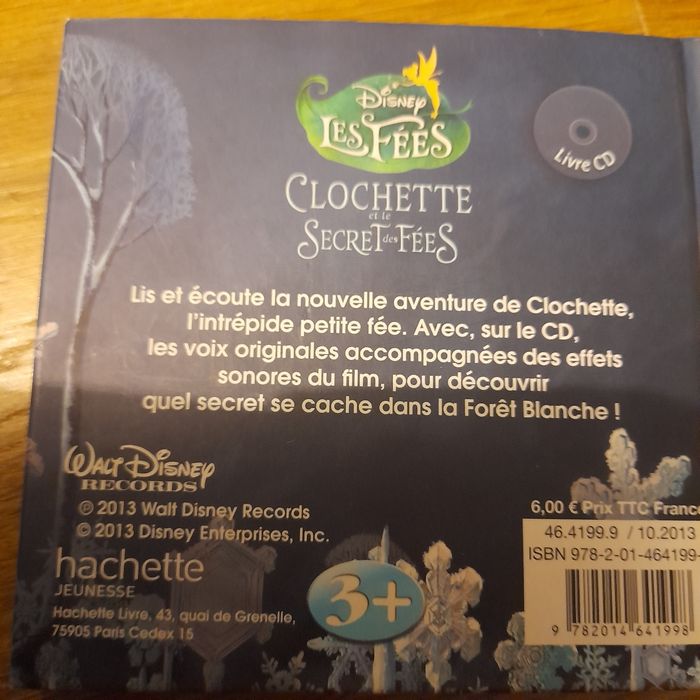 Disney
Les Fées
Livre CD
Clochette
et le
Secret des Fées
Lis et écoute la nouvelle aventure de Clochette,
l'intrépide petite fée. Avec, sur le CD,
les voix originales accompagnées des effets
sonores du film, pour découvrir
quel secret se cache dans la Forêt Blanche !
Walt Disney
RECORDS
℗ 2013 Walt Disney Records
© 2013 Disney Enterprises, Inc.
hachette
JEUNESSE
Hachette Livre, 43, quai de Grenelle,
75905 Paris Cedex 15
3+
6,00 € Prix TTC France
46.4199.9 / 10.2013
ISBN 978-2-01-464199-
9 782014 641998